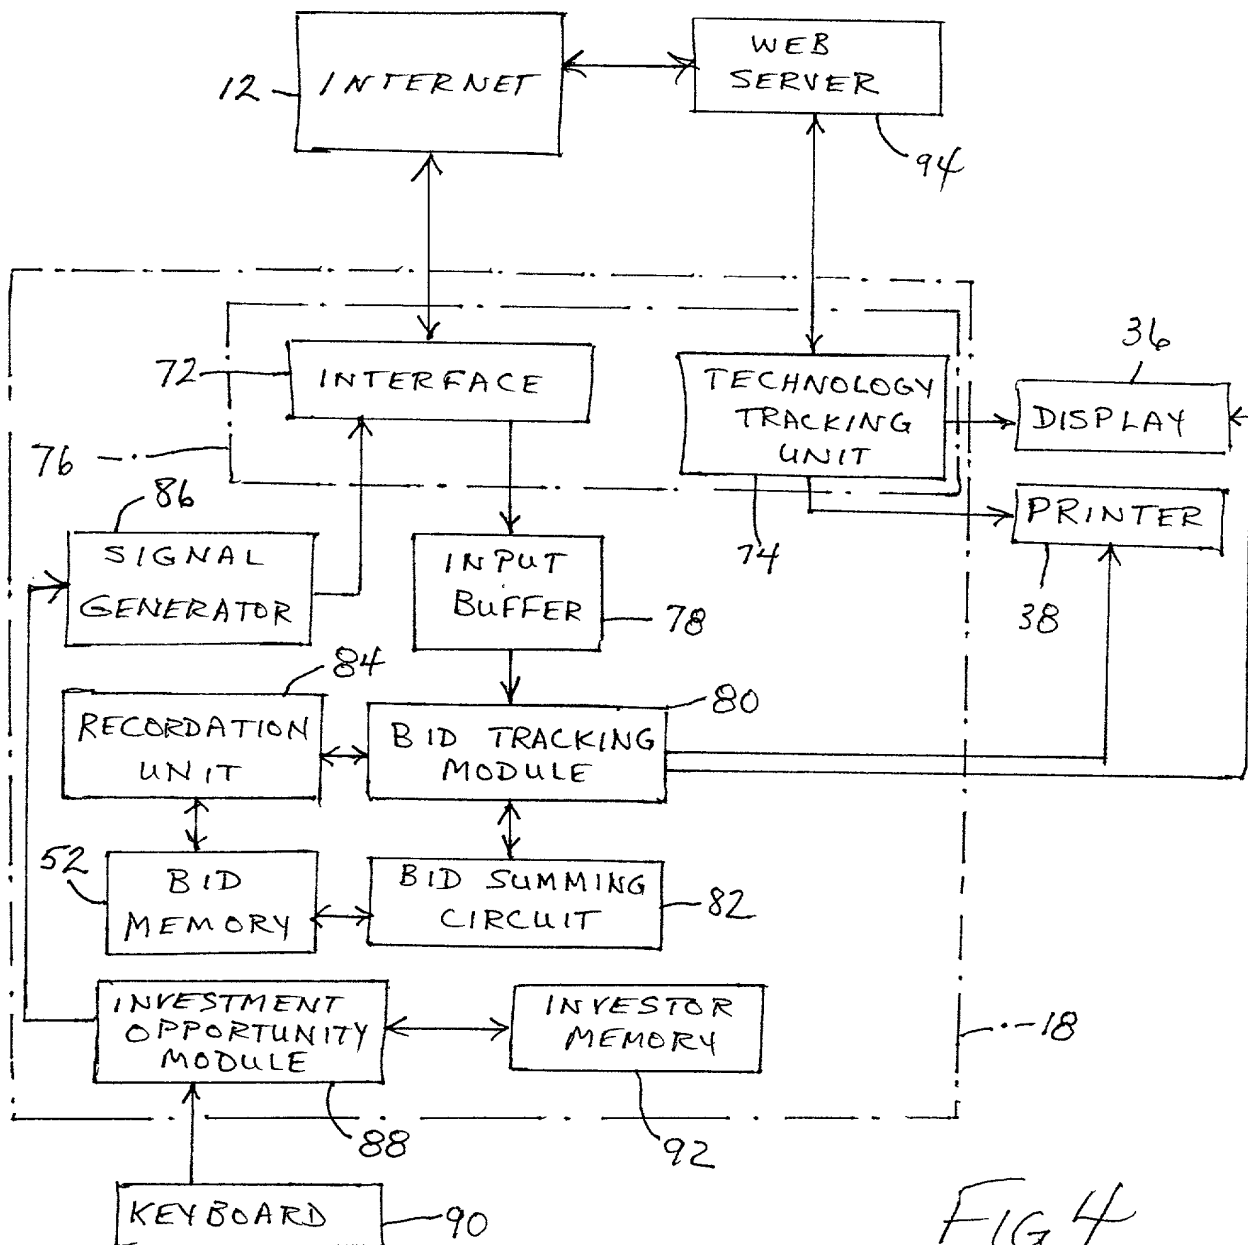 INTERNET
12
WEB
SERVER
94
INTERFACE
72
TECHNOLOGY
TRACKING
UNIT
74
36
DISPLAY
76
86
SIGNAL
GENERATOR
INPUT
BUFFER
78
PRINTER
38
84
RECORDATION
UNIT
80
BID TRACKING
MODULE
52
BID
MEMORY
BID SUMMING
CIRCUIT
82
INVESTMENT
OPPORTUNITY
MODULE
88
INVESTOR
MEMORY
92
18
KEYBOARD
90
FIG 4